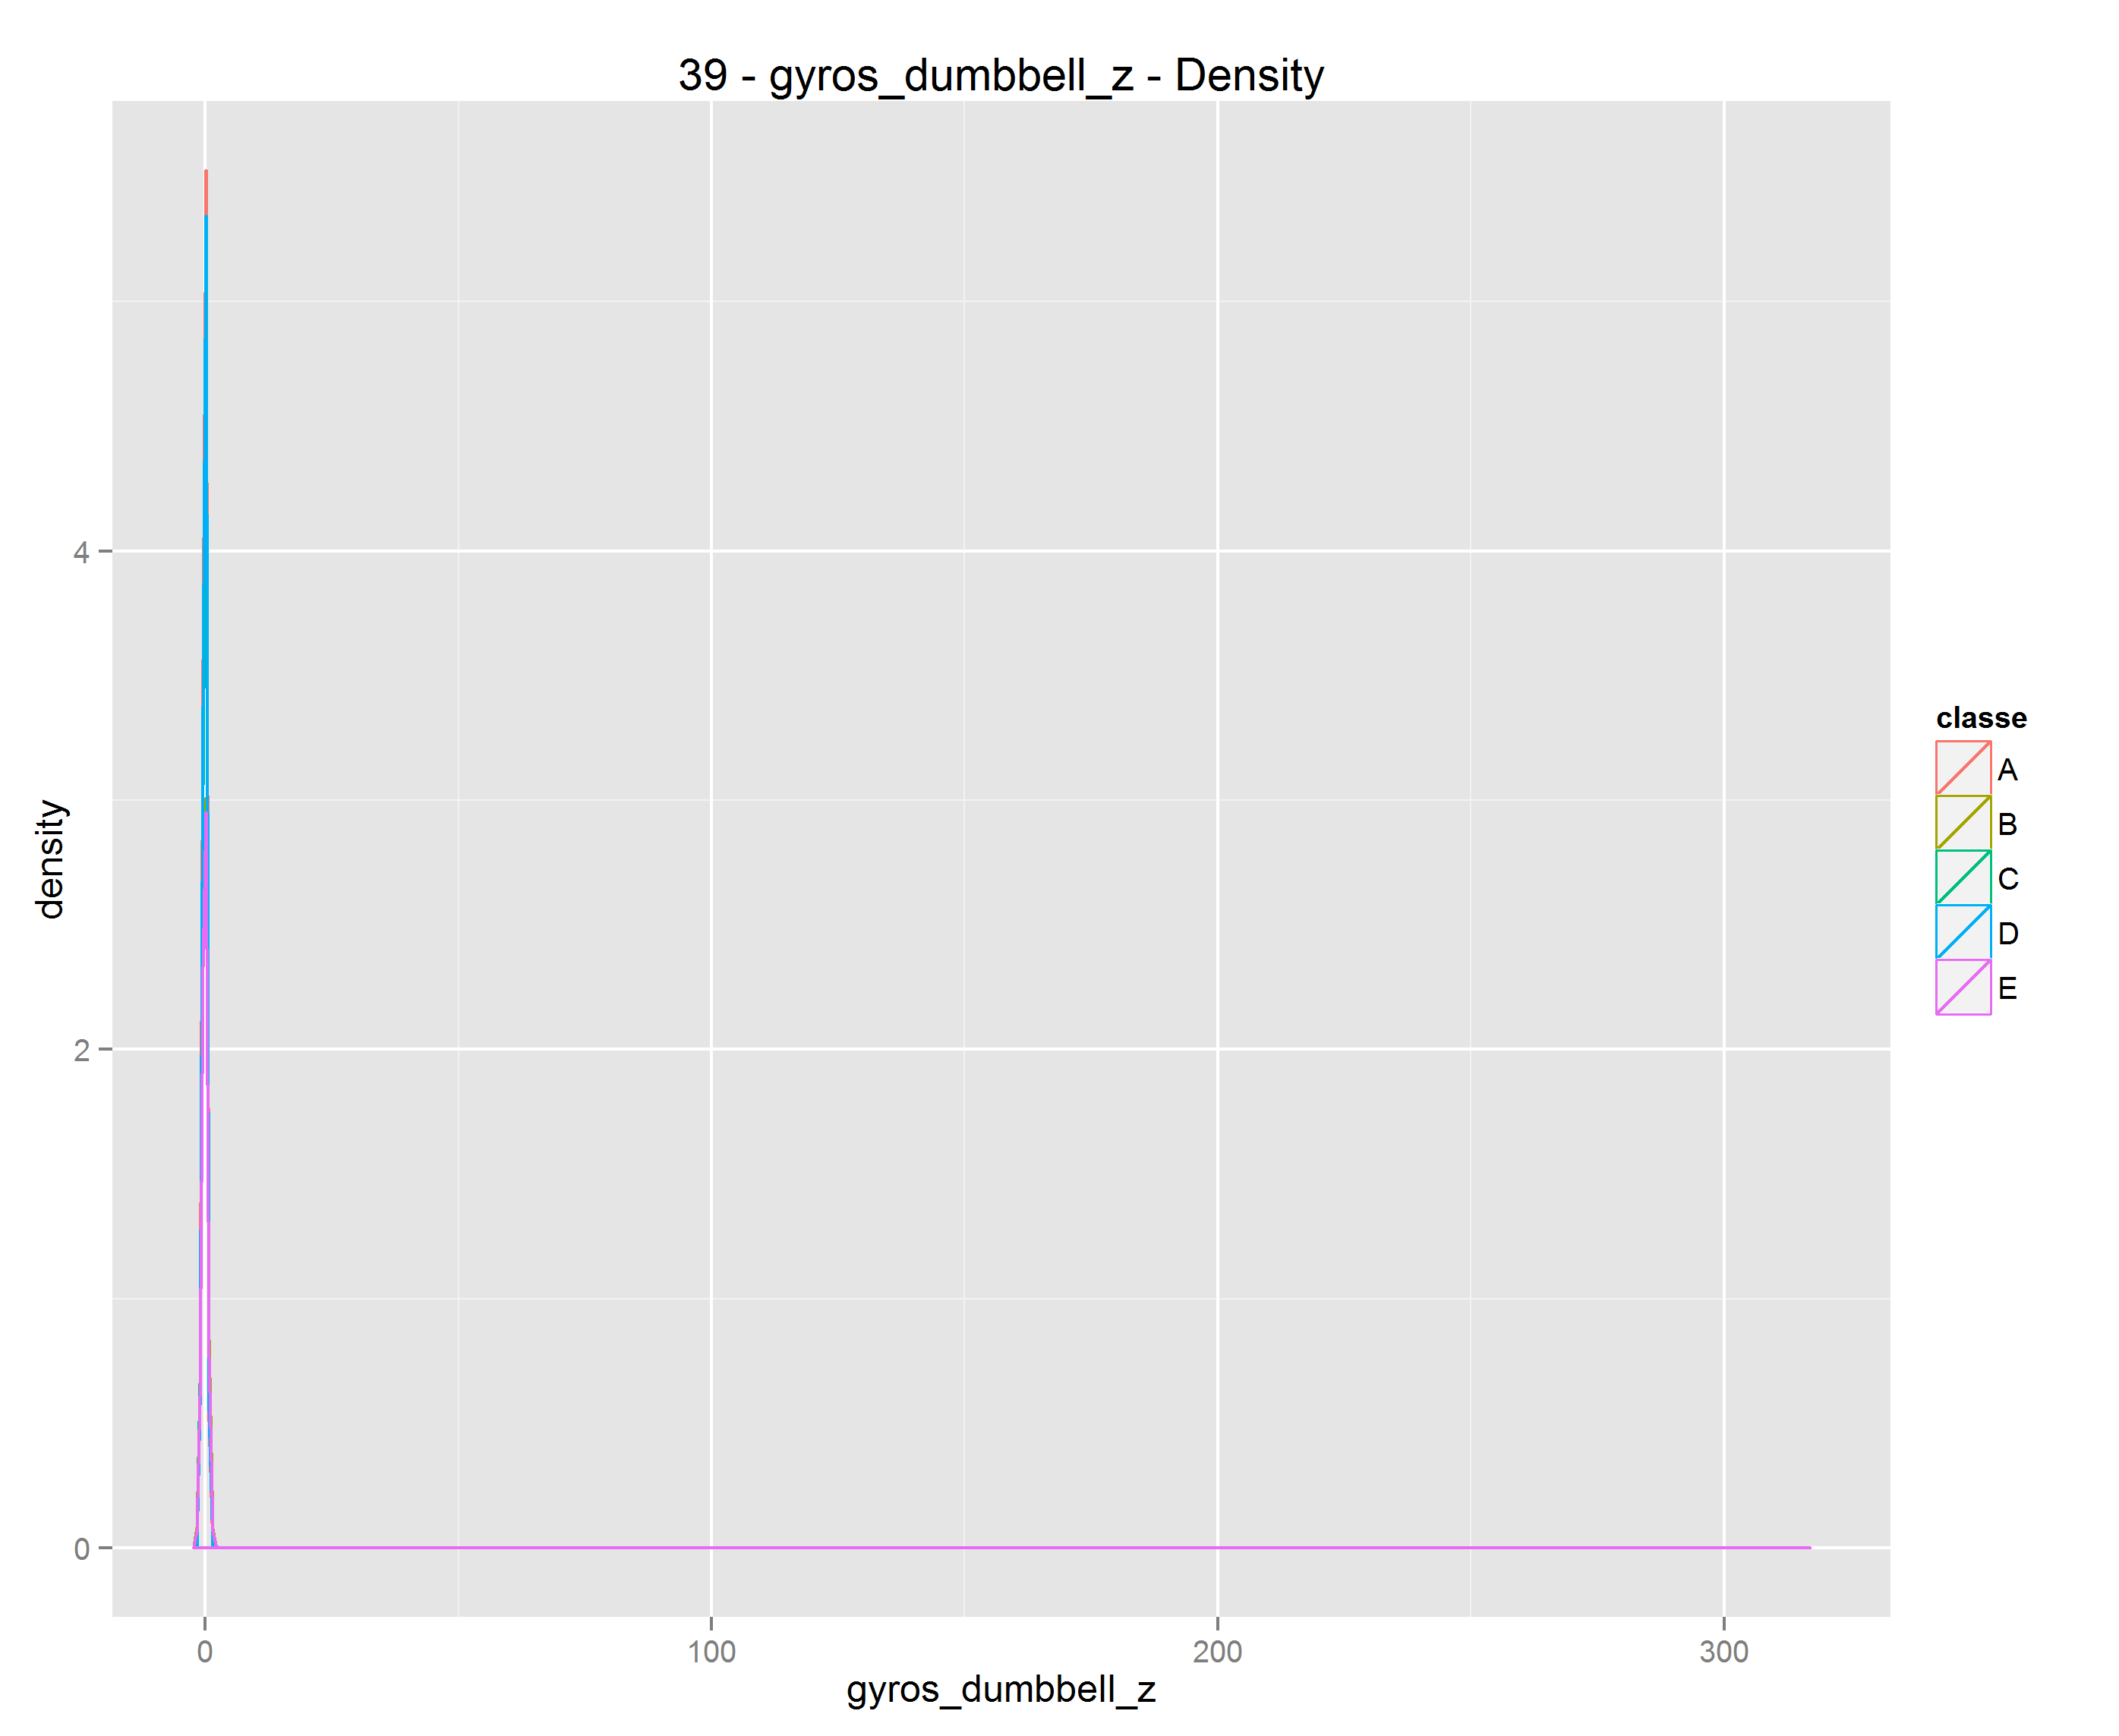 39 - gyros_dumbbell_z - Density
4
2
0
density
0 100 200 300
gyros_dumbbell_z
classe
A
B
C
D
E